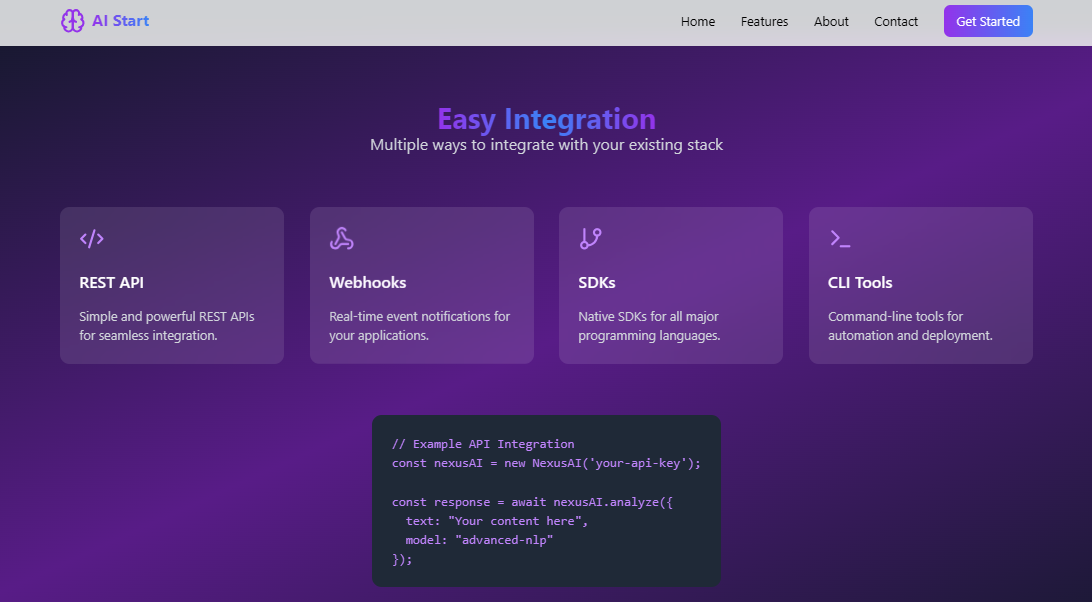 AI Start
Home
Features
About
Contact
Get Started
Easy Integration
Multiple ways to integrate with your existing stack
REST API
Simple and powerful REST APIs
for seamless integration.
Webhooks
Real-time event notifications for
your applications.
SDKs
Native SDKs for all major
programming languages.
CLI Tools
Command-line tools for
automation and deployment.
// Example API Integration
const nexusAI = new NexusAI('your-api-key');

const response = await nexusAI.analyze({
  text: "Your content here",
  model: "advanced-nlp"
});